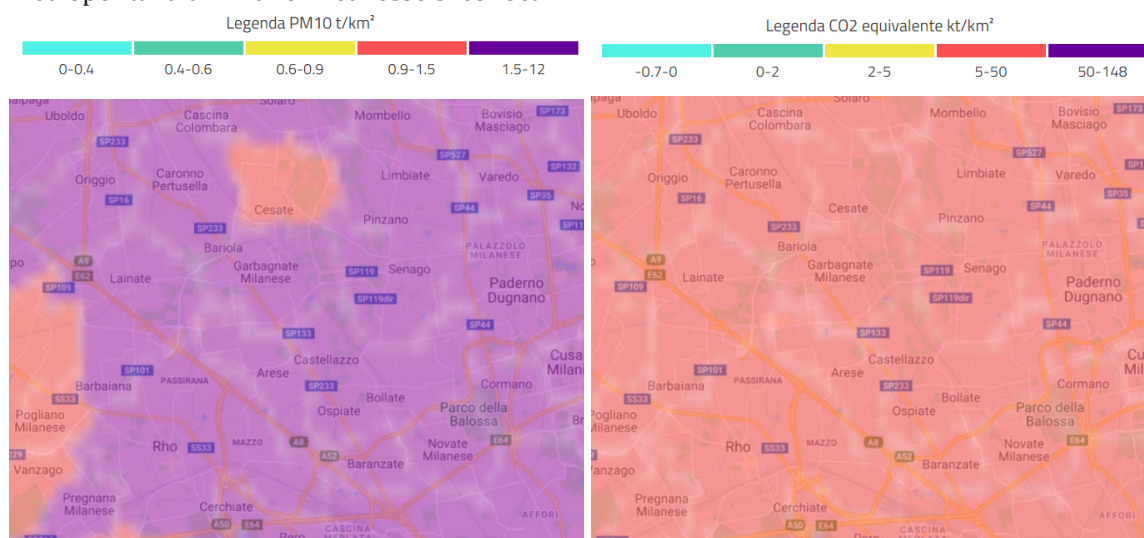 Legenda PM10 t/km²
0-0.4 0.4-0.6 0.6-0.9 0.9-1.5 1.5-12
Solaro
Uboldo
Cascina
Colombara
Mombello
Bovisio
Masciago
SP173
SP233
SP527
SP132
Origgio
Caronno
Pertusella
Limbiate
Varedo
SP35
SP16
Cesate
SP44
Pinzano
SP233
Bariola
PALAZZOLO
MILANESE
A9
E62
Lainate
Garbagnate
Milanese
SP119
Senago
SP109
SP119dir
Paderno
Dugnano
SP44
SP133
Castellazzo
SP101
PASSIRANA
Arese
Barbaiana
SP233
Cormano
SS33
Bollate
Pogliano
Milanese
Ospiate
Parco della
Balossa
Rho
SS33
MAZZO
A8
E64
A52
Novate
Milanese
Baranzate
Vanzago
Pregnana
Milanese
Cerchiate
AFFORI
A50
E64
CASCINA
Pero
Legenda CO2 equivalente kt/km²
-0.7-0 0-2 2-5 5-50 50-148
Solaro
Uboldo
Cascina
Colombara
Mombello
Bovisio
Masciago
SP173
SP233
SP527
Origgio
Caronno
Pertusella
Limbiate
Varedo
SP35
SP16
Cesate
SP44
Pinzano
SP233
Bariola
PALAZZOLO
MILANESE
A9
E62
Lainate
Garbagnate
Milanese
SP119
Senago
SP109
SP119dir
Paderno
Dugnano
SP44
SP133
Castellazzo
SP101
PASSIRANA
Arese
Barbaiana
SP233
Cormano
SS33
Bollate
Pogliano
Milanese
Ospiate
Parco della
Balossa
Rho
SS33
MAZZO
A8
E64
A52
Novate
Milanese
Baranzate
Vanzago
Pregnana
Milanese
Cerchiate
AFFORI
A50
E64
CASCINA
Pero